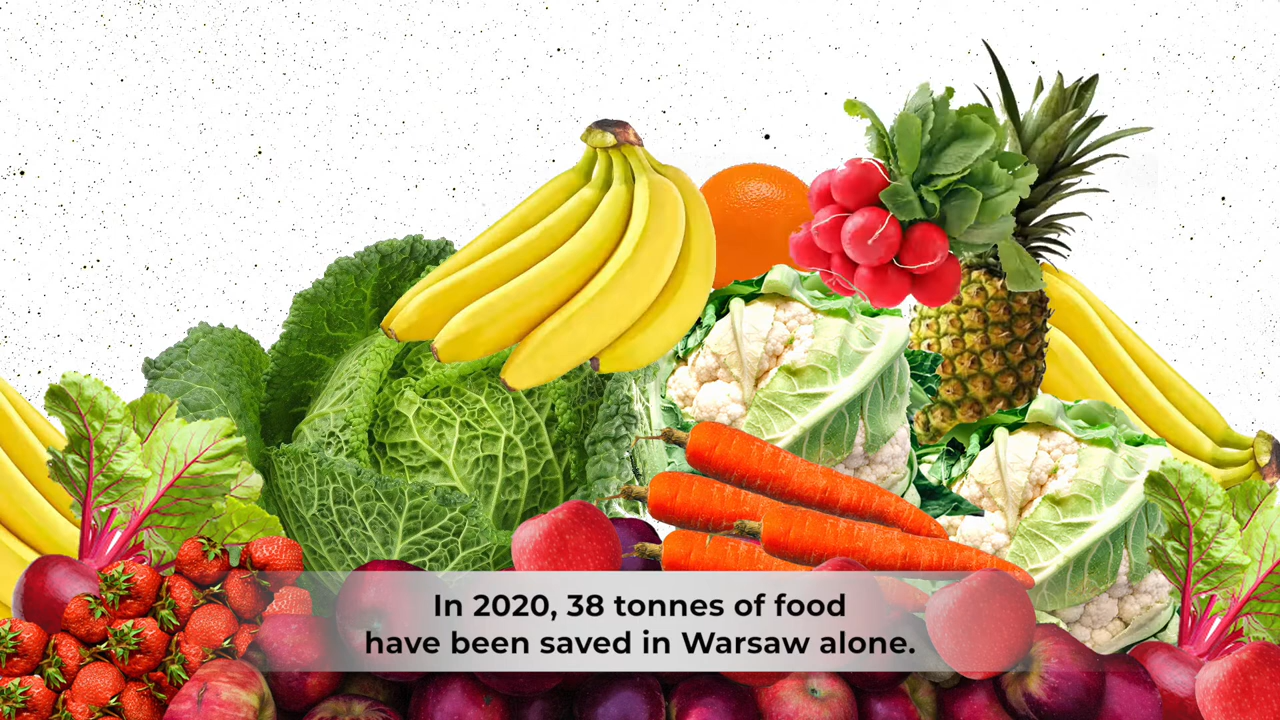 In 2020, 38 tonnes of food
have been saved in Warsaw alone.